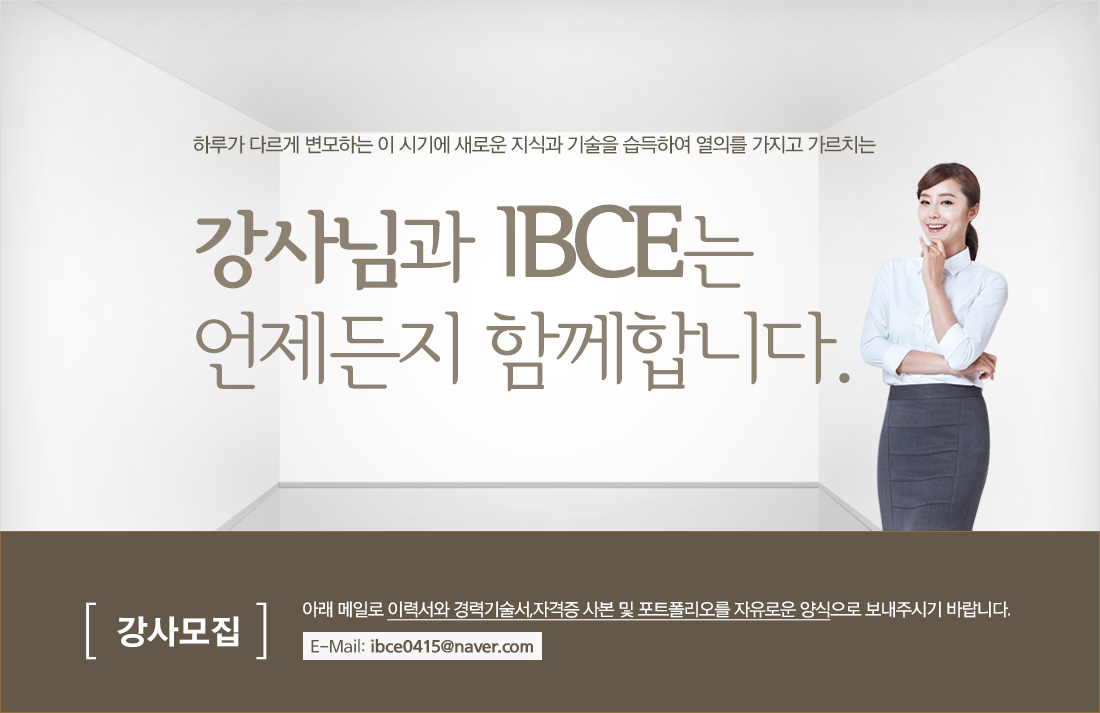 하루가 다르게 변모하는 이 시기에 새로운 지식과 기술을 습득하여 열의를 가지고 가르치는
강사님과 IBCE는
언제든지 함께합니다.
[ 강사모집 ]
아래 메일로 이력서와 경력기술서,자격증 사본 및 포트폴리오를 자유로운 양식으로 보내주시기 바랍니다.
E-Mail: ibce0415@naver.com